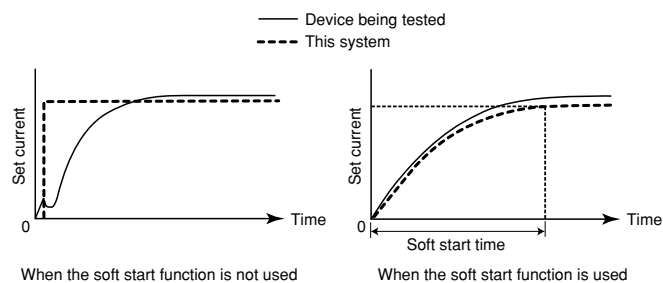 Device being tested
This system
Set current
0
Time
When the soft start function is not used
Set current
0
Time
Soft start time
When the soft start function is used